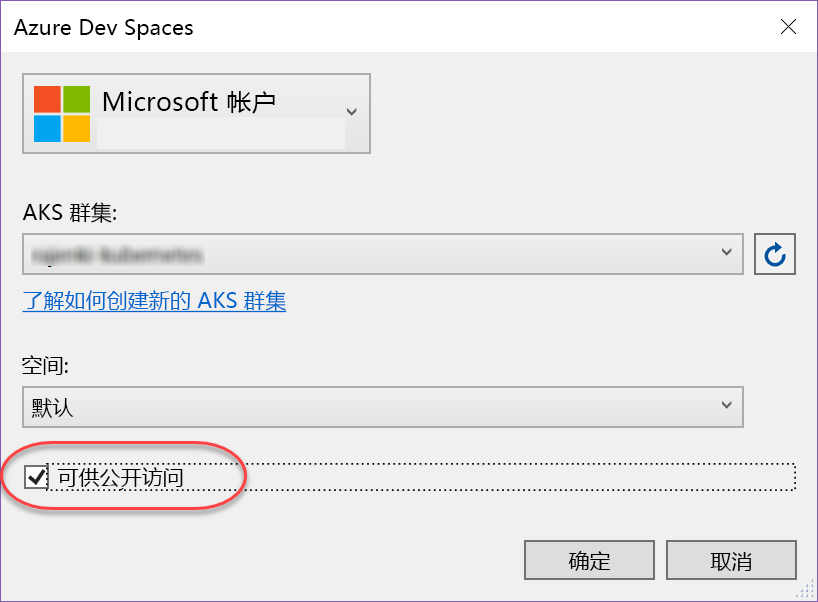 Azure Dev Spaces
Microsoft 帐户
AKS 群集:
了解如何创建新的 AKS 群集
空间:
默认
可供公开访问
确定
取消